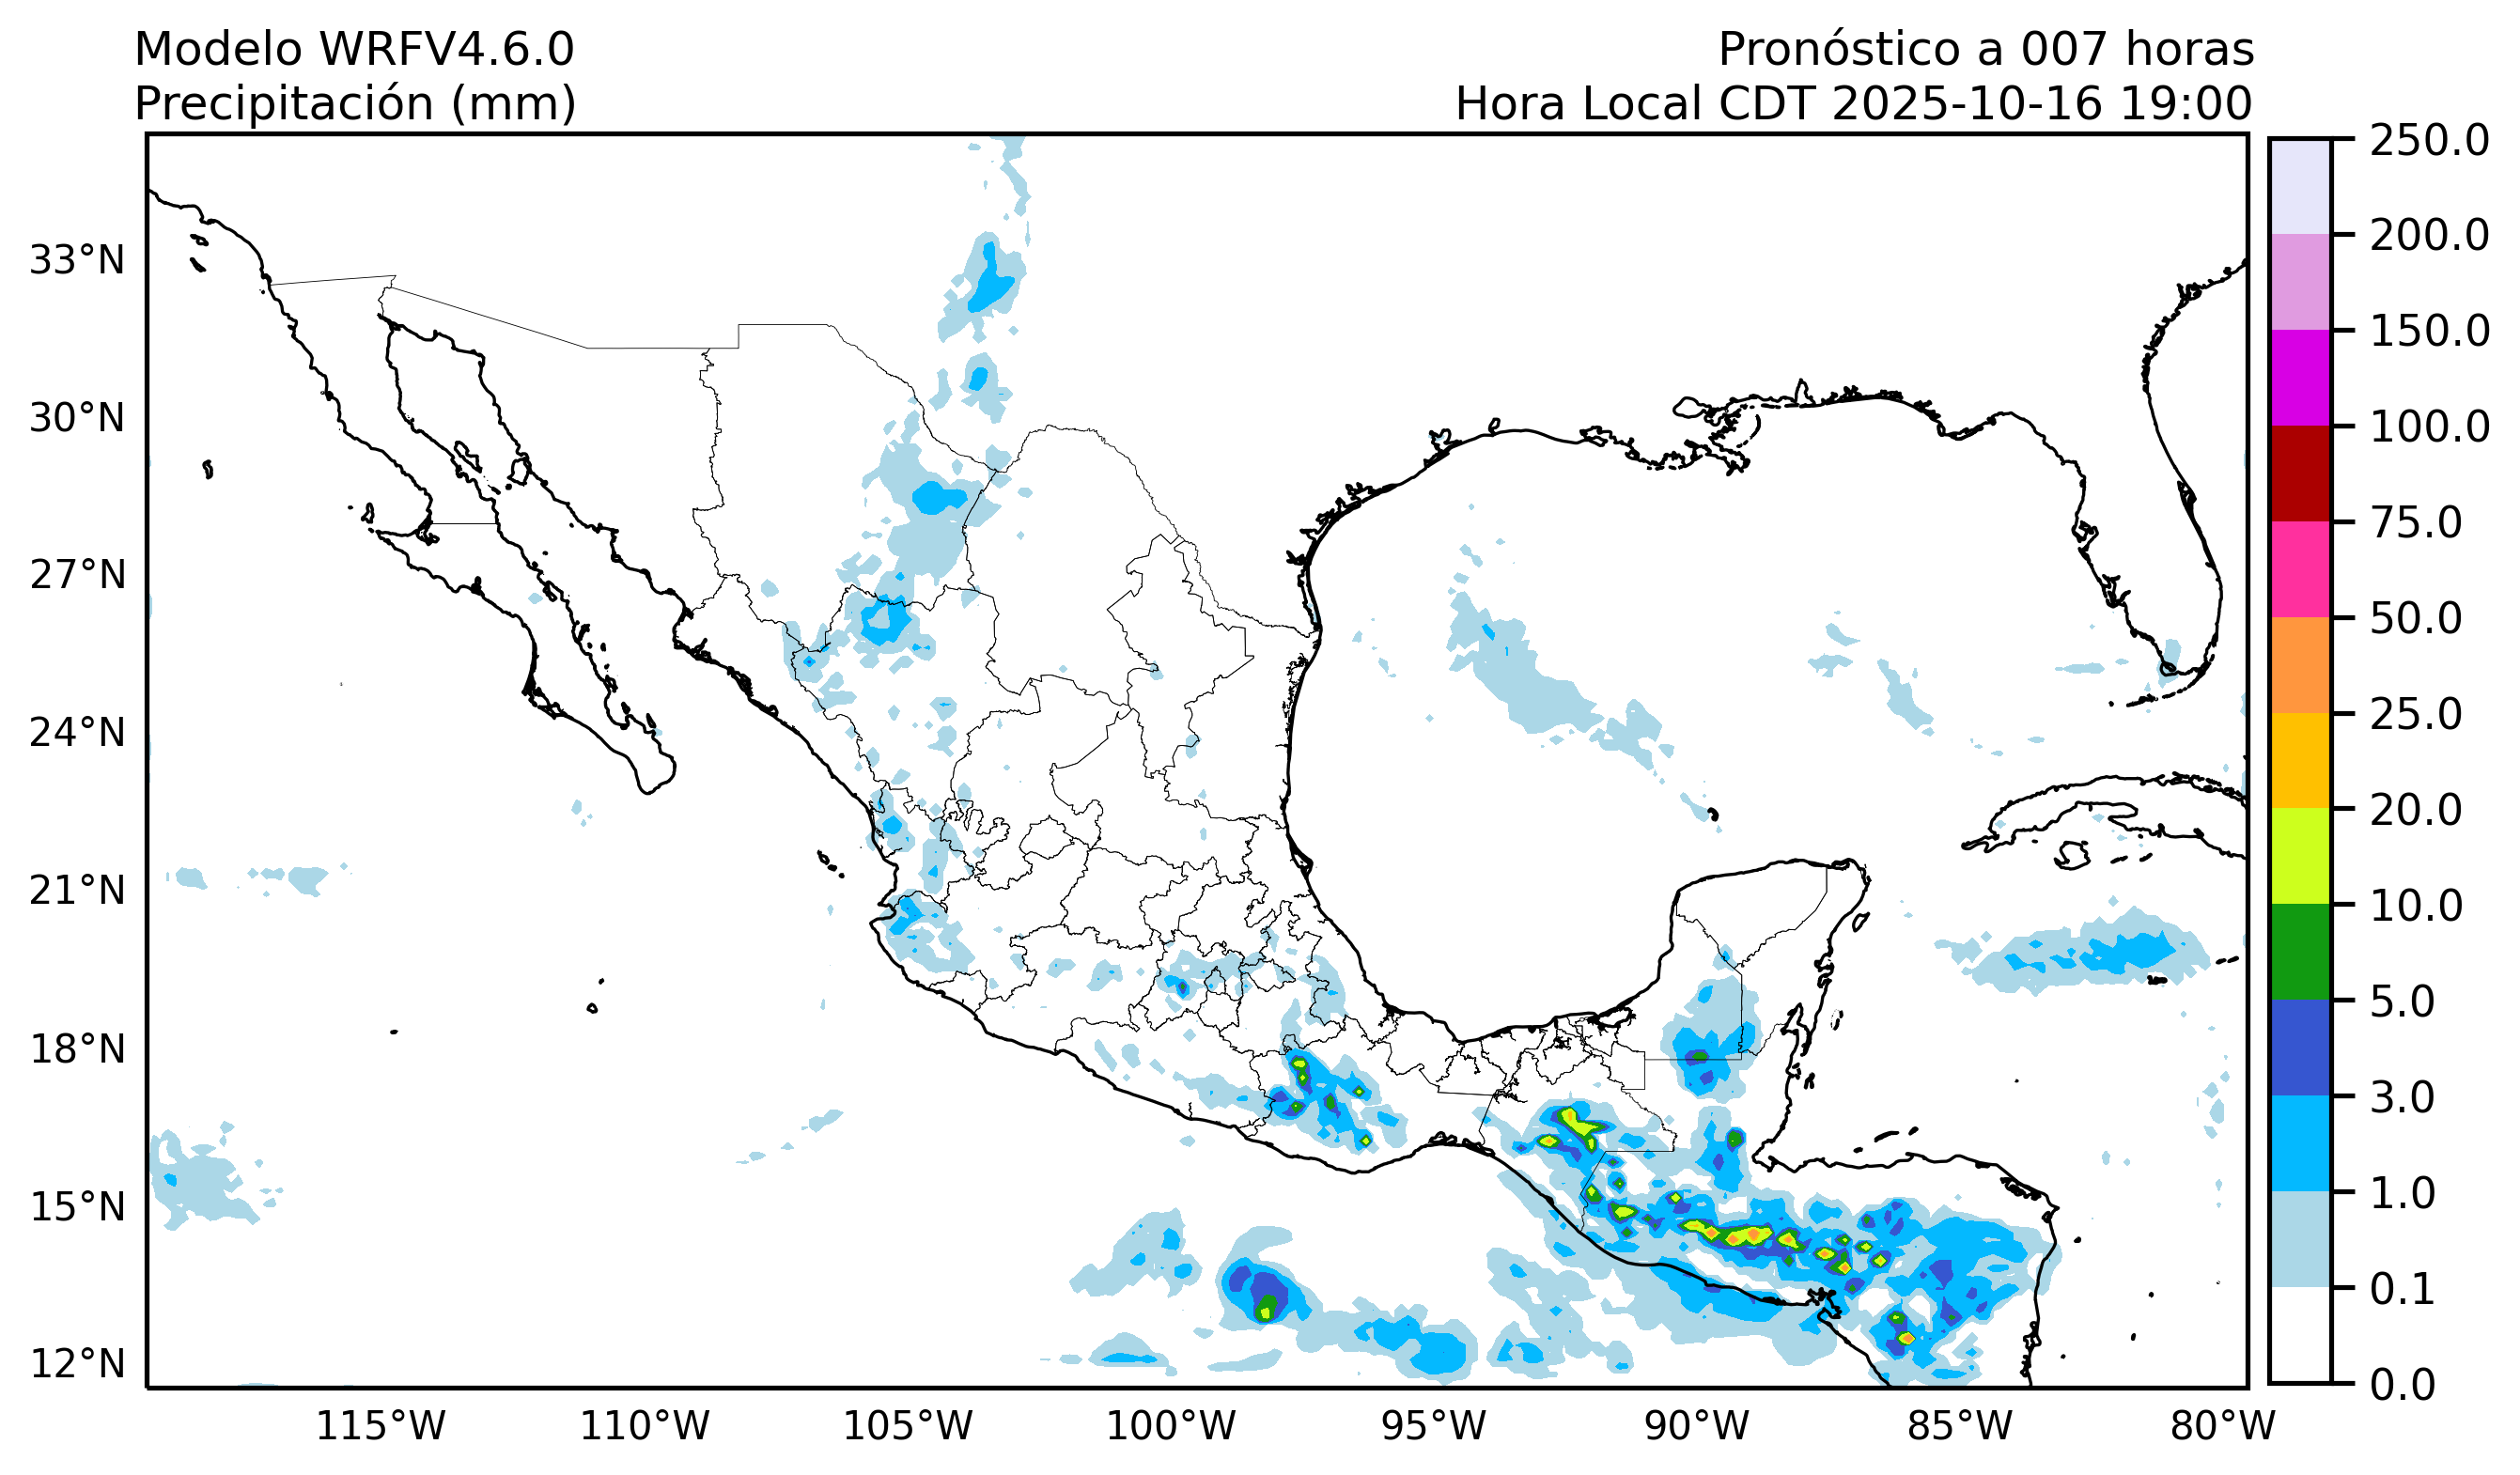 Modelo WRFV4.6.0
Precipitación (mm)
Pronóstico a 007 horas
Hora Local CDT 2025-10-16 19:00
33°N
30°N
27°N
24°N
21°N
18°N
15°N
12°N
115°W
110°W
105°W
100°W
95°W
90°W
85°W
80°W
250.0
200.0
150.0
100.0
75.0
50.0
25.0
20.0
10.0
5.0
3.0
1.0
0.1
0.0